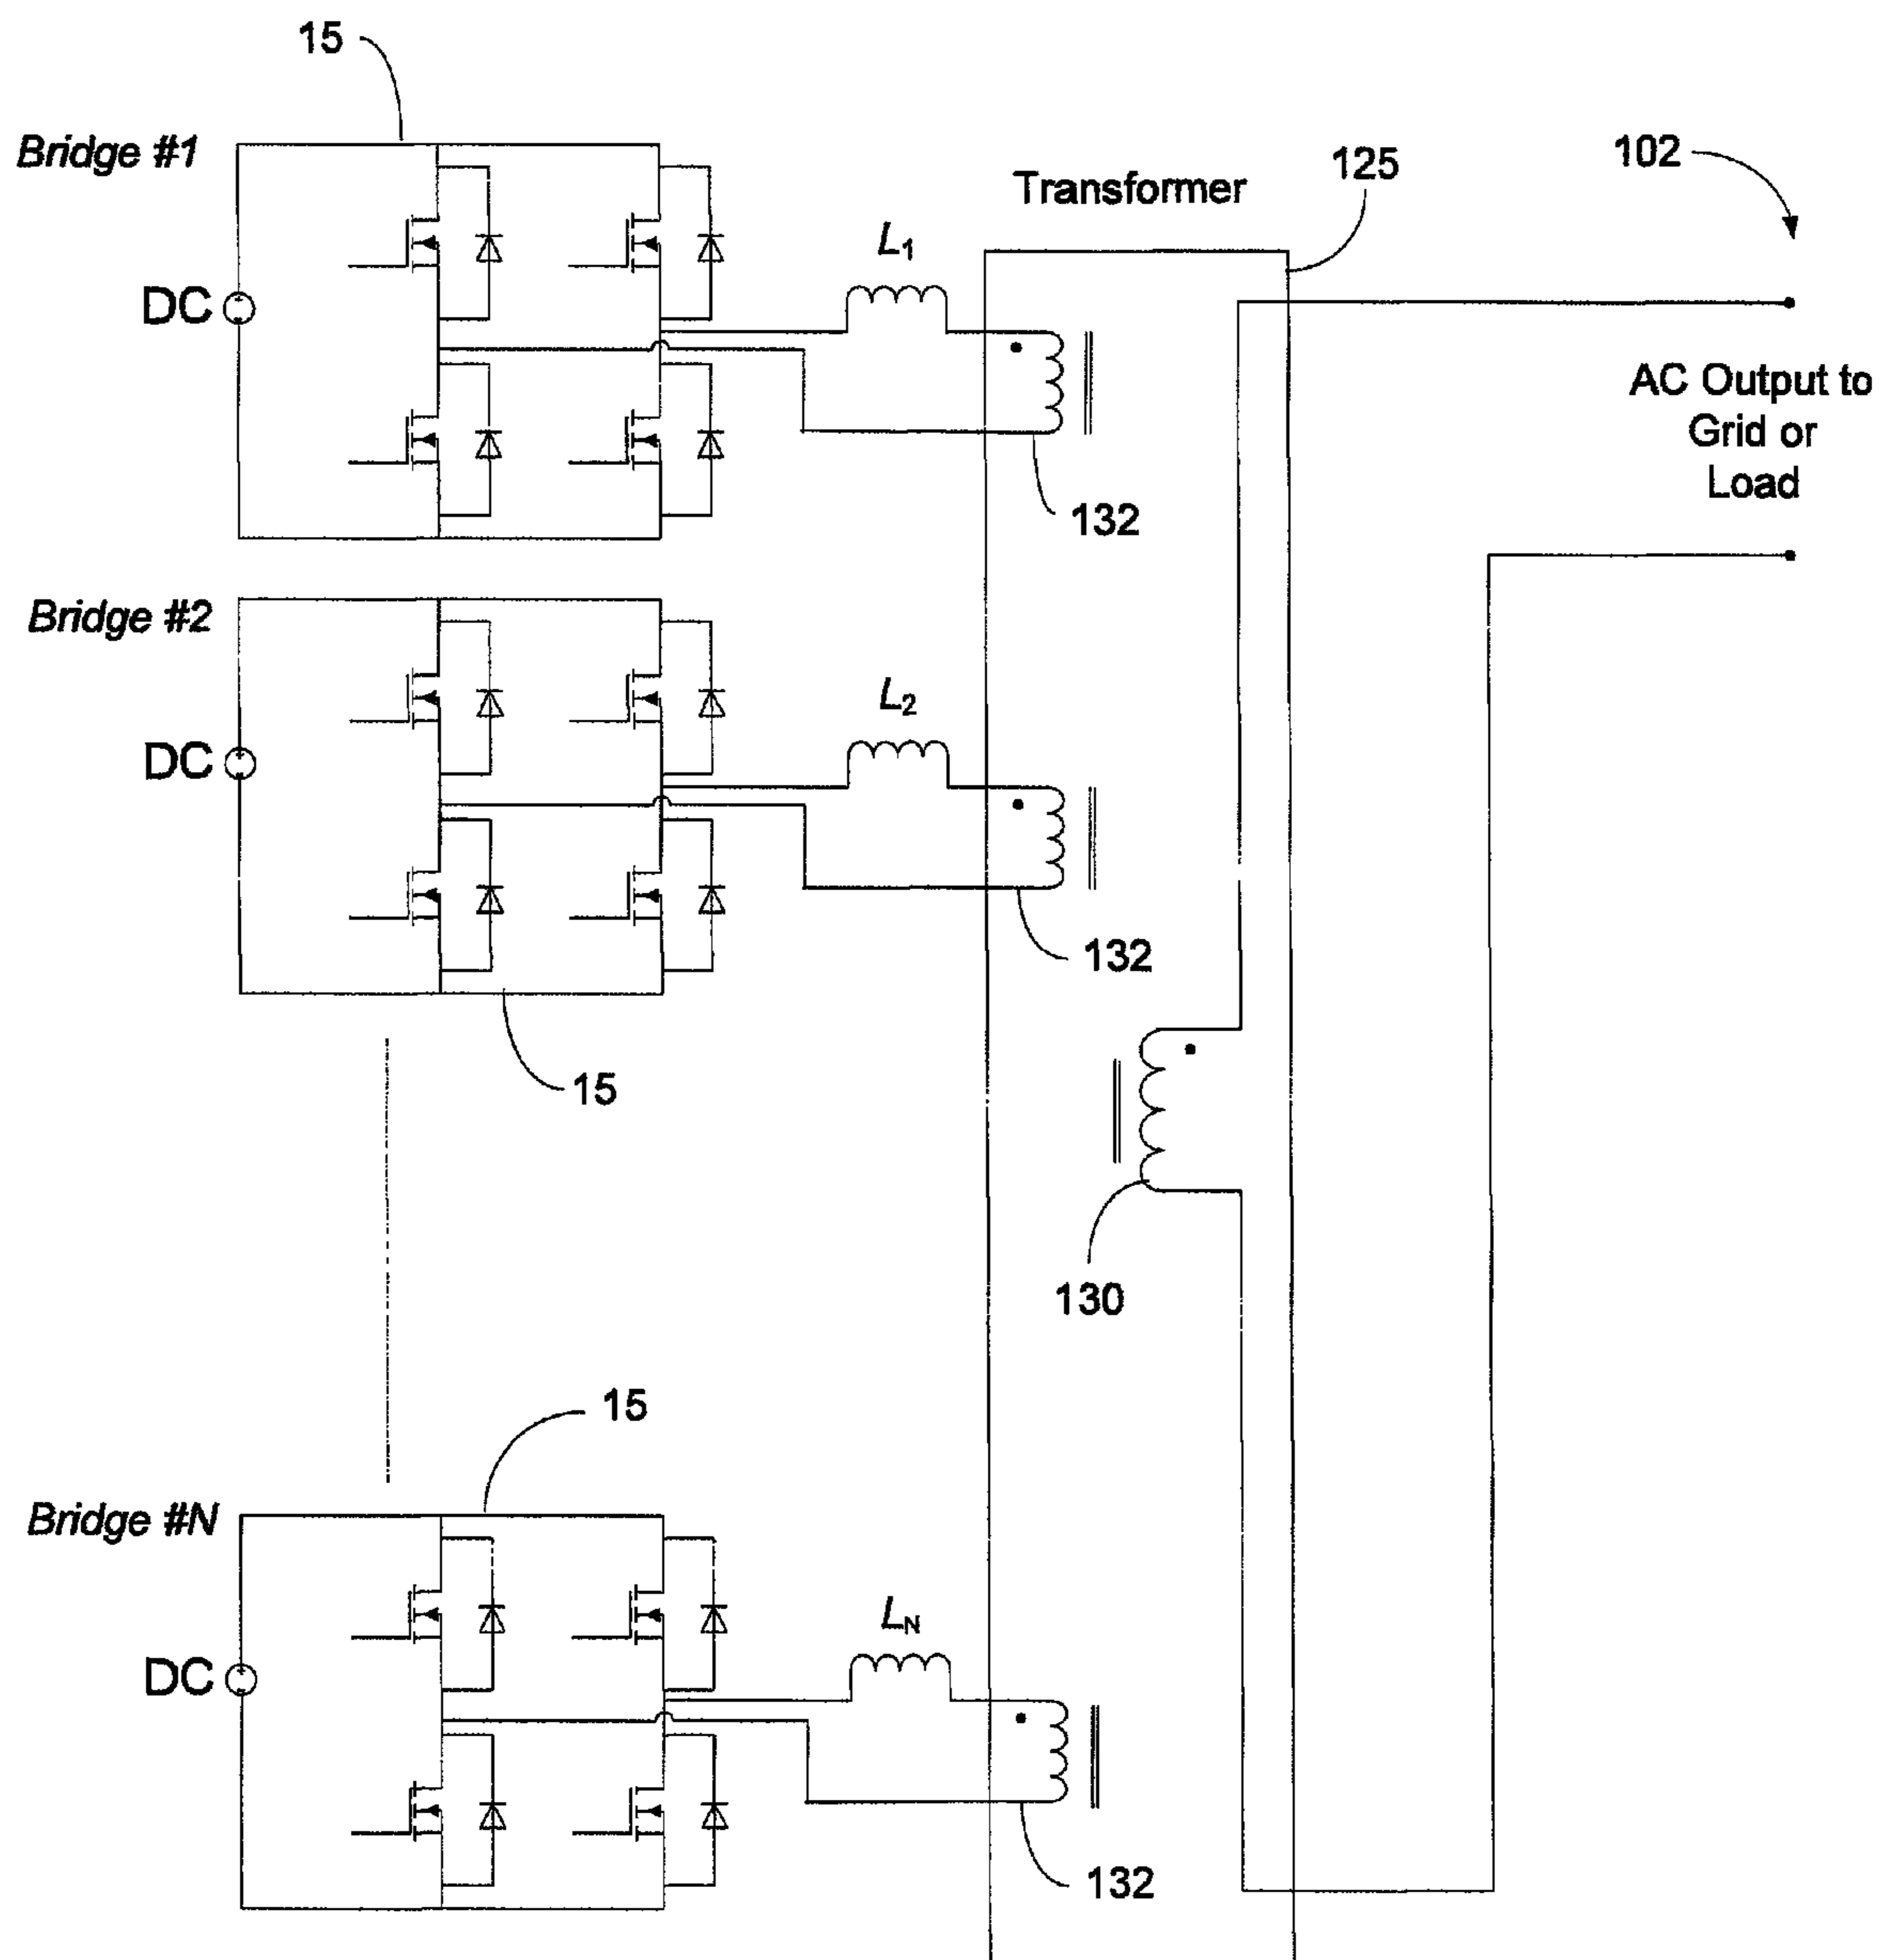 15
Bridge #1
102
125
Transformer
L1
DC
AC Output to
Grid or
Load
132
Bridge #2
L2
DC
132
15
130
15
Bridge #N
LN
DC
132